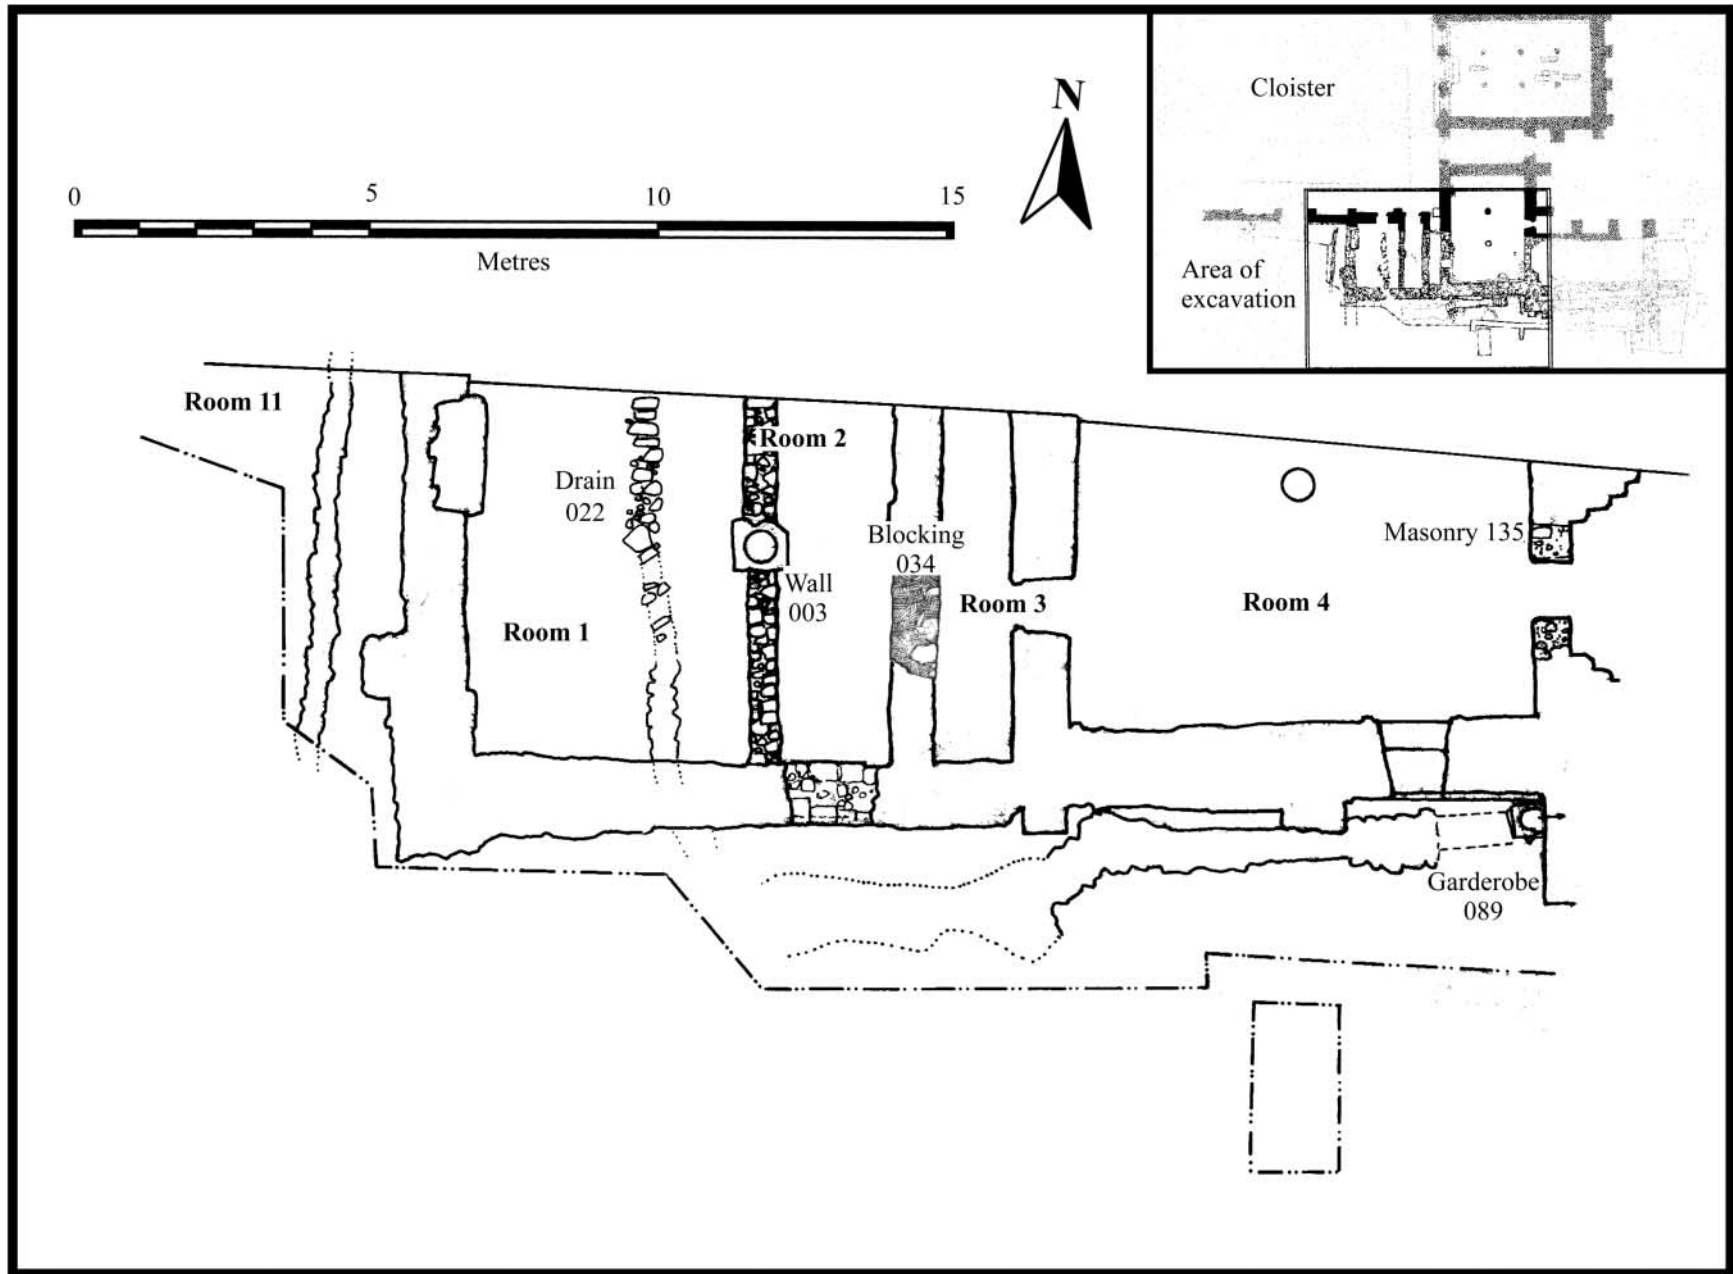 N
0 5 10 15
Metres
Cloister
Area of
excavation
Room 11
Room 2
Drain
022
Blocking
034
Masonry 135
Wall
003
Room 3
Room 4
Room 1
Garderobe
089